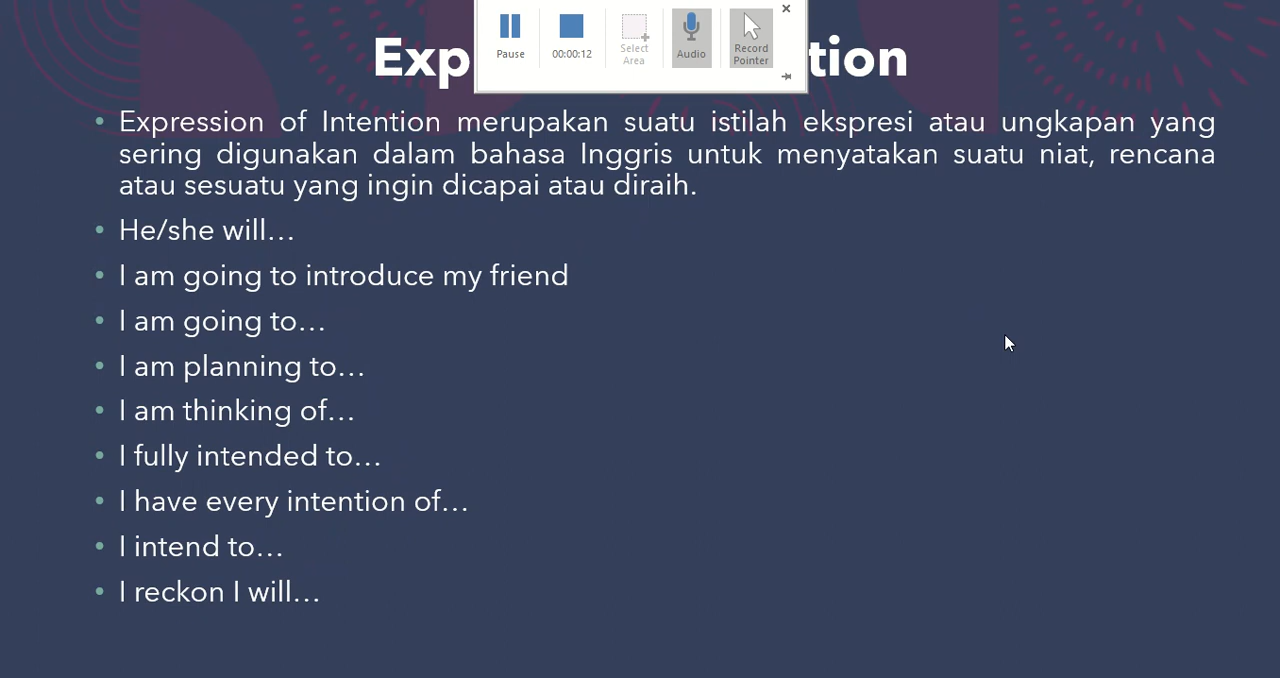 Exp tion
Pause
00:00:12
Select
Area
Audio
Record
Pointer
• Expression of Intention merupakan suatu istilah ekspresi atau ungkapan yang
sering digunakan dalam bahasa Inggris untuk menyatakan suatu niat, rencana
atau sesuatu yang ingin dicapai atau diraih.
• He/she will…
• I am going to introduce my friend
• I am going to…
• I am planning to…
• I am thinking of…
• I fully intended to…
• I have every intention of…
• I intend to…
• I reckon I will…